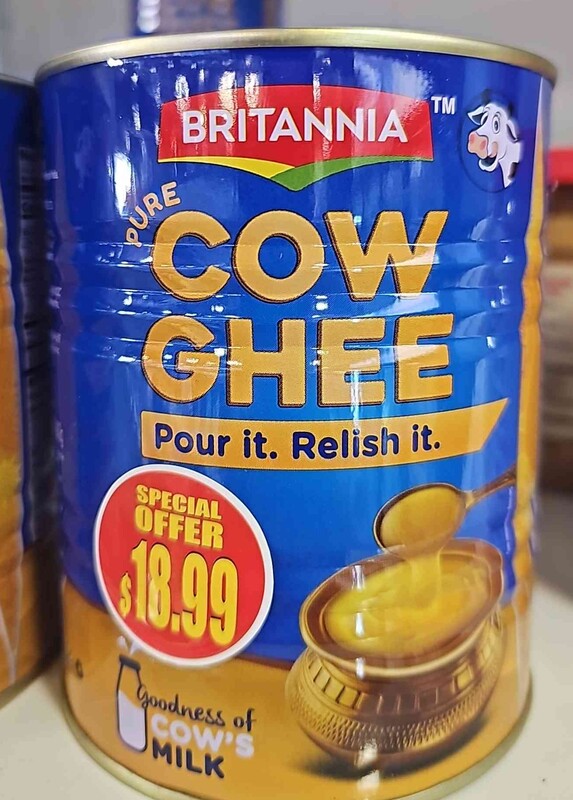 BRITANNIA TM
PURE
COW
GHEE
Pour it. Relish it.
SPECIAL
OFFER
$18.99
Goodness of
COW'S
MILK